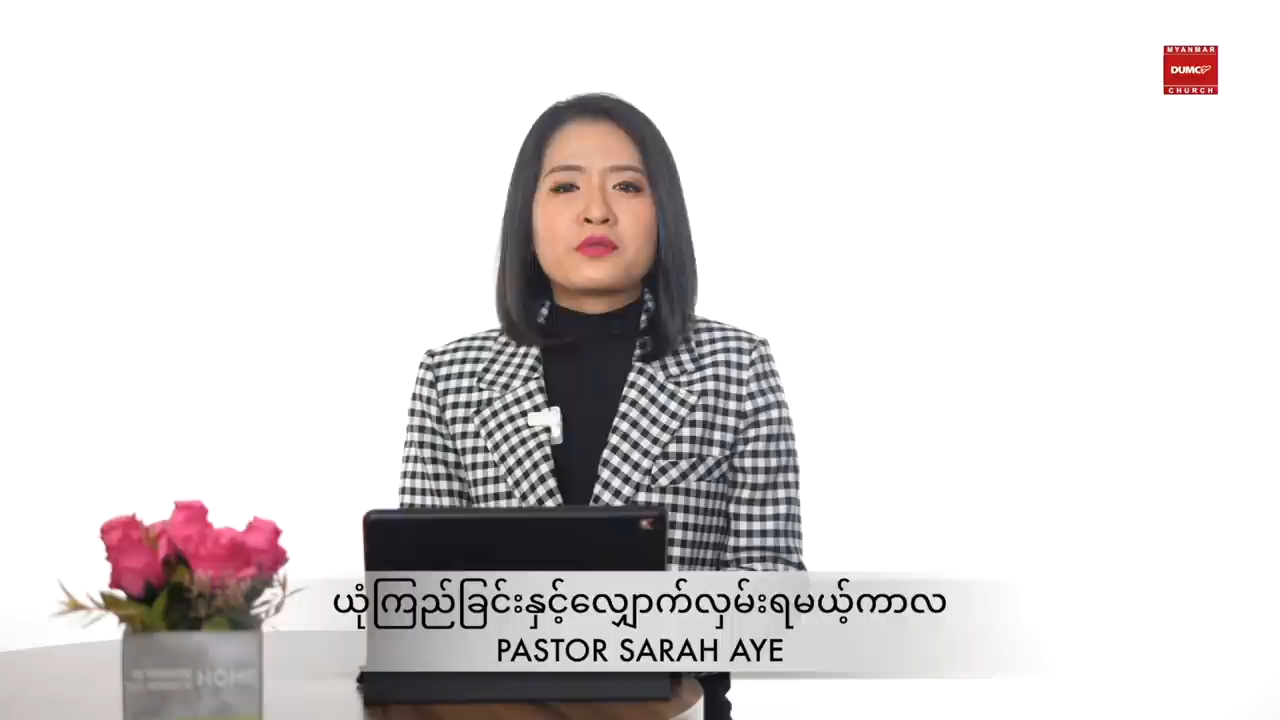 MYANMAR
DUMC
CHURCH
ယုံကြည်ခြင်းနှင့်လျှောက်လှမ်းရမယ့်ကာလ
PASTOR SARAH AYE
HOME